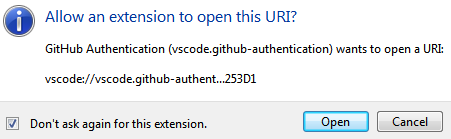 Allow an extension to open this URI?
GitHub Authentication (vscode.github-authentication) wants to open a URI:
vscode://vscode.github-authent...253D1
Don't ask again for this extension.
Open
Cancel